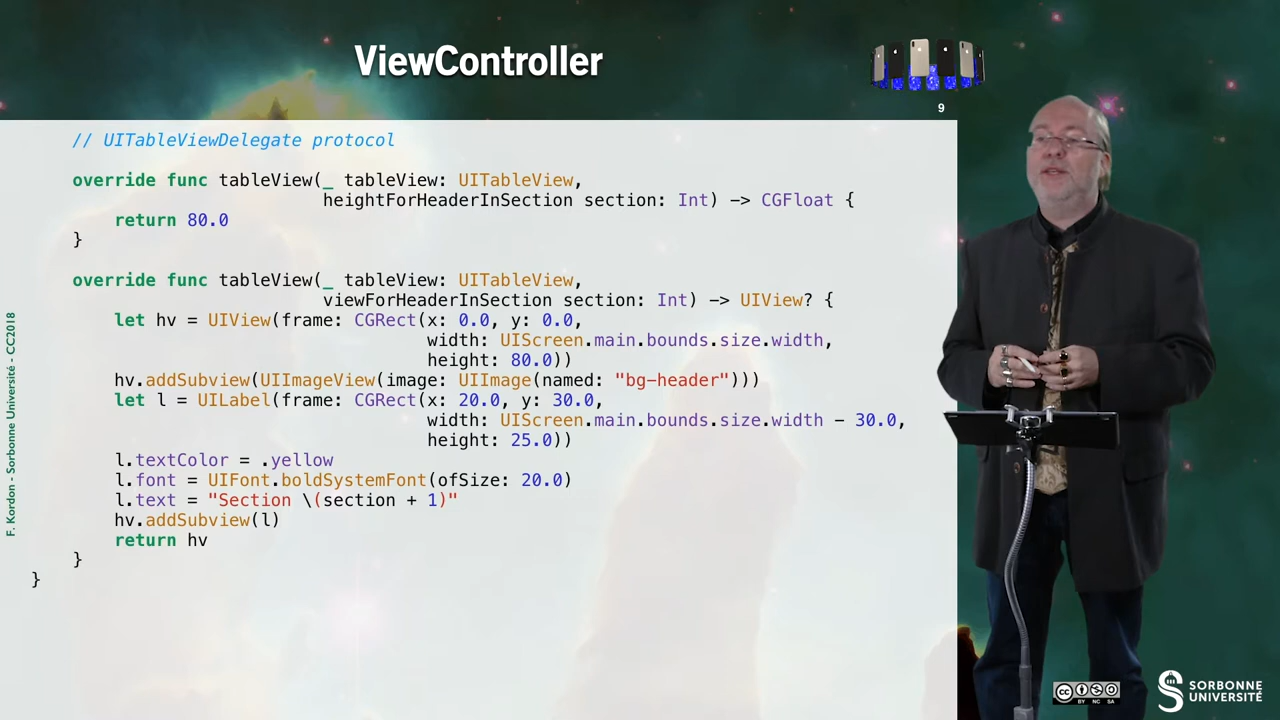 ViewController
9
// UITableViewDelegate protocol
override func tableView(_ tableView: UITableView,
heightForHeaderInSection section: Int) -> CGFloat {
return 80.0
}
override func tableView(_ tableView: UITableView,
viewForHeaderInSection section: Int) -> UIView? {
let hv = UIView(frame: CGRect(x: 0.0, y: 0.0,
width: UIScreen.main.bounds.size.width,
height: 80.0))
hv.addSubview(UIImageView(image: UIImage(named: "bg-header")))
let l = UILabel(frame: CGRect(x: 20.0, y: 30.0,
width: UIScreen.main.bounds.size.width - 30.0,
height: 25.0))
l.textColor = .yellow
l.font = UIFont.boldSystemFont(ofSize: 20.0)
l.text = "Section \(section + 1)"
hv.addSubview(l)
return hv
}
}
F. Kordon - Sorbonne Université - CC2018
CC BY NC SA
SORBONNE
UNIVERSITÉ